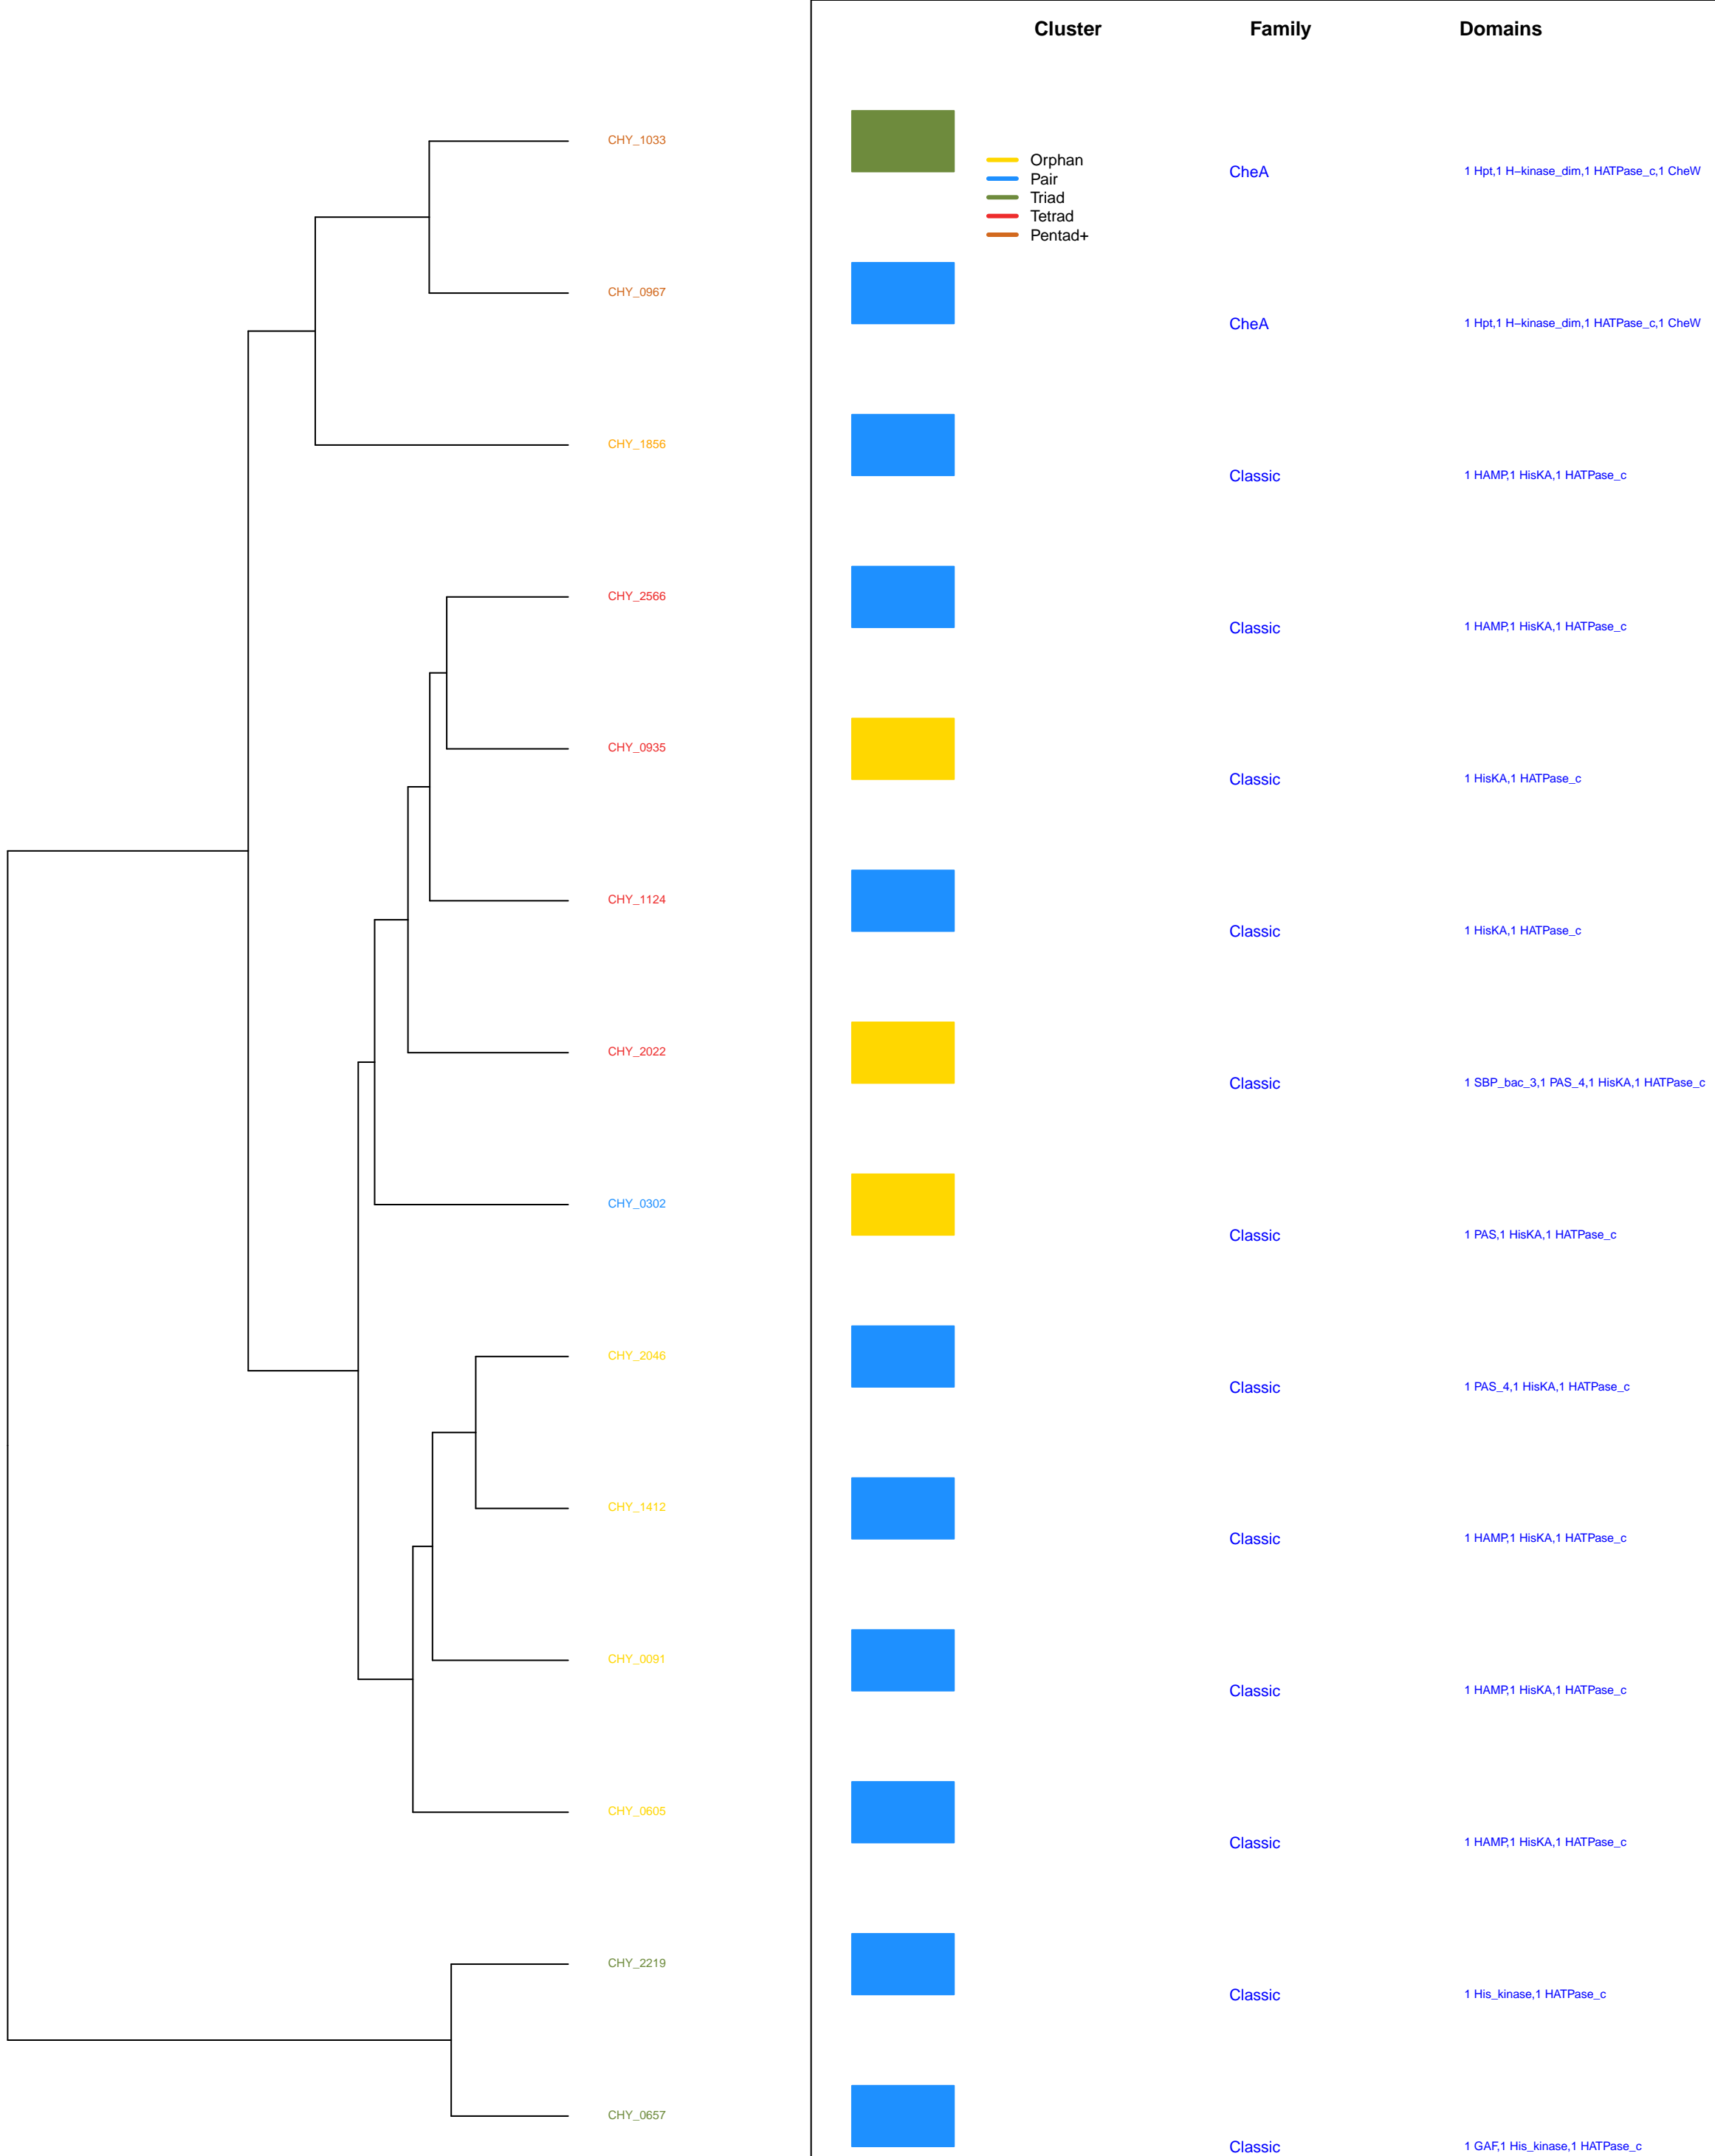 Cluster Family Domains
CHY_1033
Orphan
Pair
Triad
Tetrad
Pentad+
CheA 1 Hpt,1 H−kinase_dim,1 HATPase_c,1 CheW
CHY_0967
CheA 1 Hpt,1 H−kinase_dim,1 HATPase_c,1 CheW
CHY_1856
Classic 1 HAMP,1 HisKA,1 HATPase_c
CHY_2566
Classic 1 HAMP,1 HisKA,1 HATPase_c
CHY_0935
Classic 1 HisKA,1 HATPase_c
CHY_1124
Classic 1 HisKA,1 HATPase_c
CHY_2022
Classic 1 SBP_bac_3,1 PAS_4,1 HisKA,1 HATPase_c
CHY_0302
Classic 1 PAS,1 HisKA,1 HATPase_c
CHY_2046
Classic 1 PAS_4,1 HisKA,1 HATPase_c
CHY_1412
Classic 1 HAMP,1 HisKA,1 HATPase_c
CHY_0091
Classic 1 HAMP,1 HisKA,1 HATPase_c
CHY_0605
Classic 1 HAMP,1 HisKA,1 HATPase_c
CHY_2219
Classic 1 His_kinase,1 HATPase_c
CHY_0657
Classic 1 GAF,1 His_kinase,1 HATPase_c